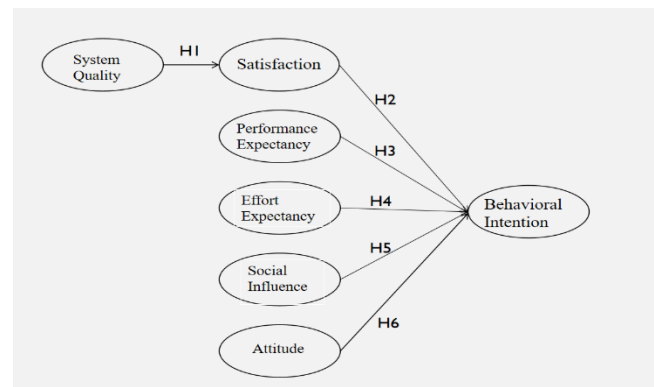 System
Quality
H1
Satisfaction
H2
Performance
Expectancy
H3
Effort
Expectancy
H4
Behavioral
Intention
Social
Influence
H5
Attitude
H6